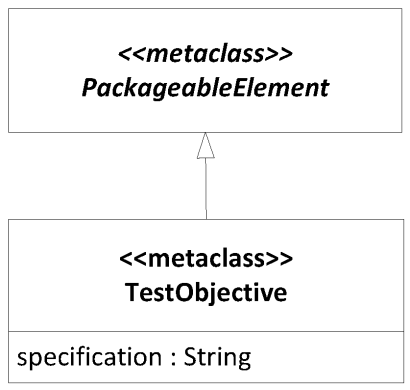 <<metaclass>>
PackageableElement
<<metaclass>>
TestObjective
specification : String